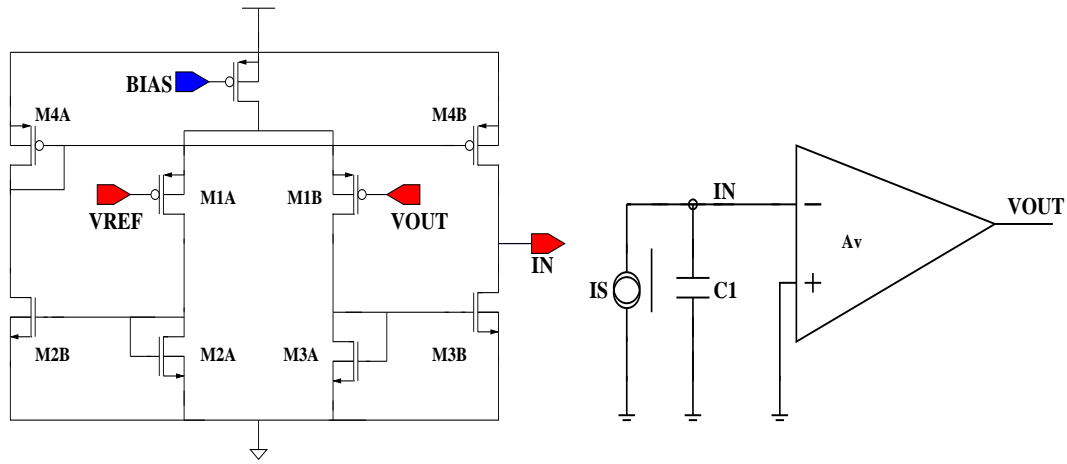 BIAS
M4A
M4B
M1A
M1B
VREF
VOUT
IN
M2B
M2A
M3A
M3B
IN
VOUT
Av
IS
C1